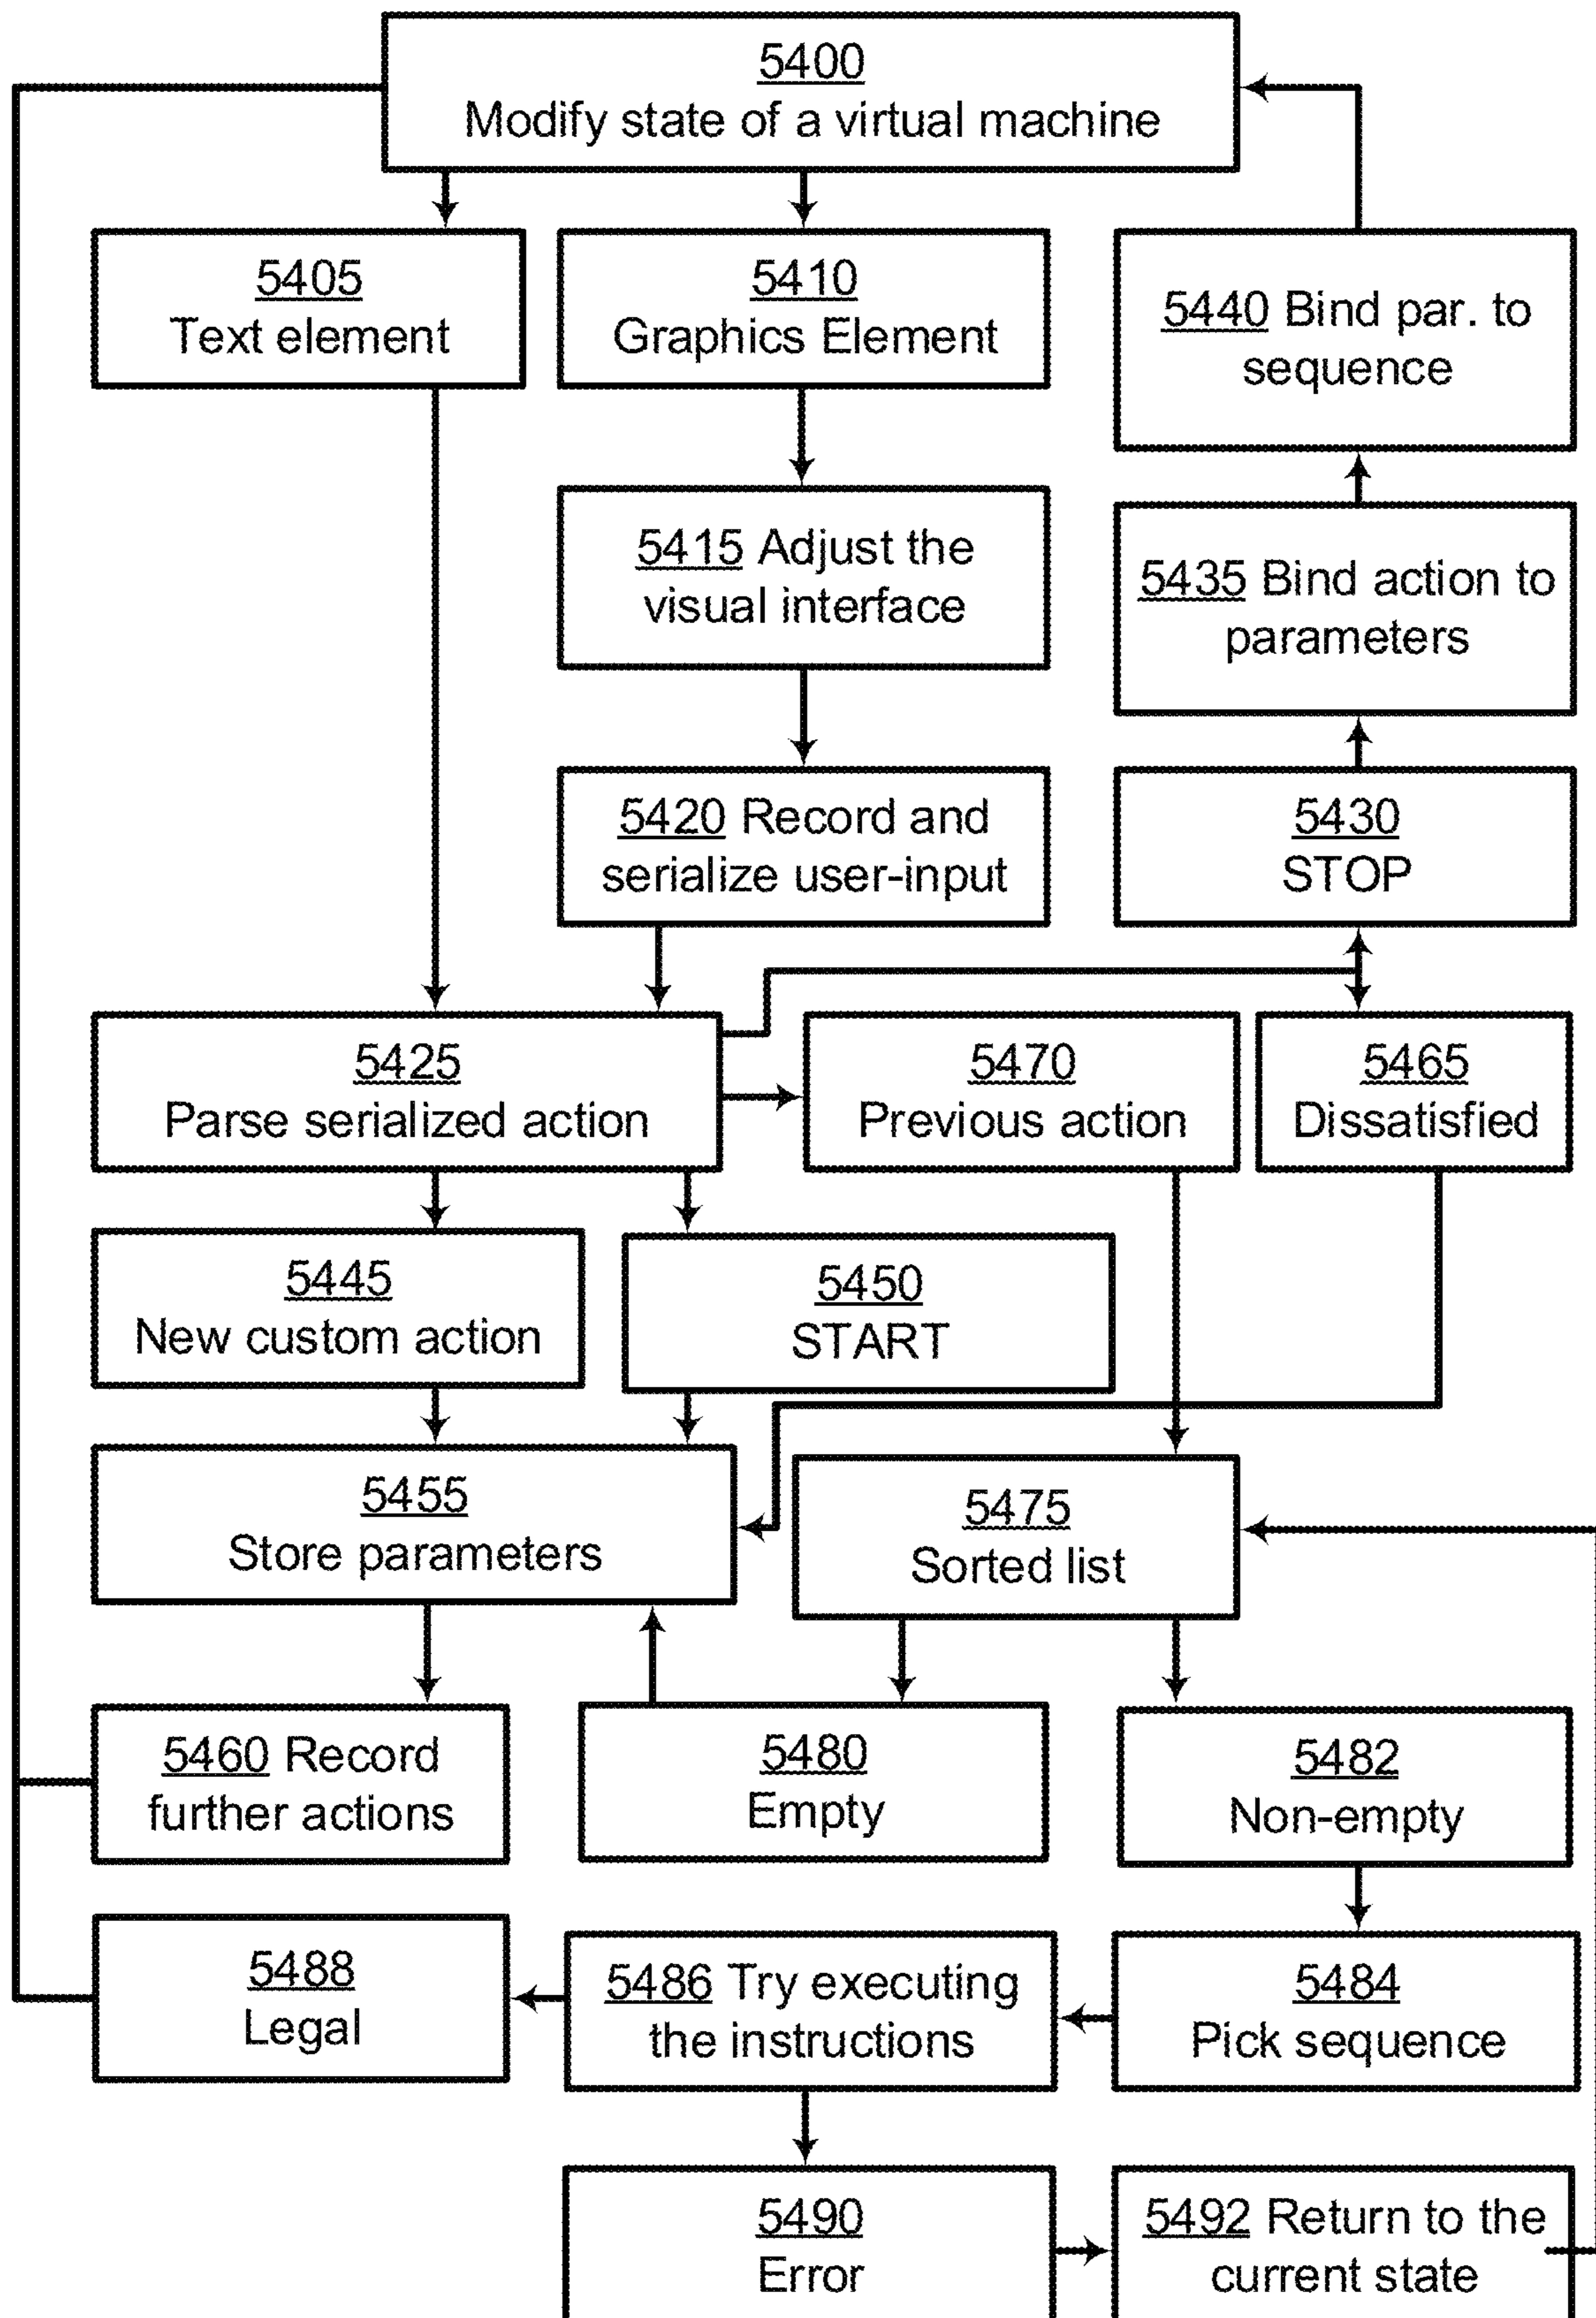 5400
Modify state of a virtual machine
5405
Text element
5410
Graphics Element
5440 Bind par. to
sequence
5415 Adjust the
visual interface
5435 Bind action to
parameters
5420 Record and
serialize user-input
5430
STOP
5425
Parse serialized action
5470
Previous action
5465
Dissatisfied
5445
New custom action
5450
START
5455
Store parameters
5475
Sorted list
5460 Record
further actions
5480
Empty
5482
Non-empty
5488
Legal
5486 Try executing
the instructions
5484
Pick sequence
5490
Error
5492 Return to the
current state